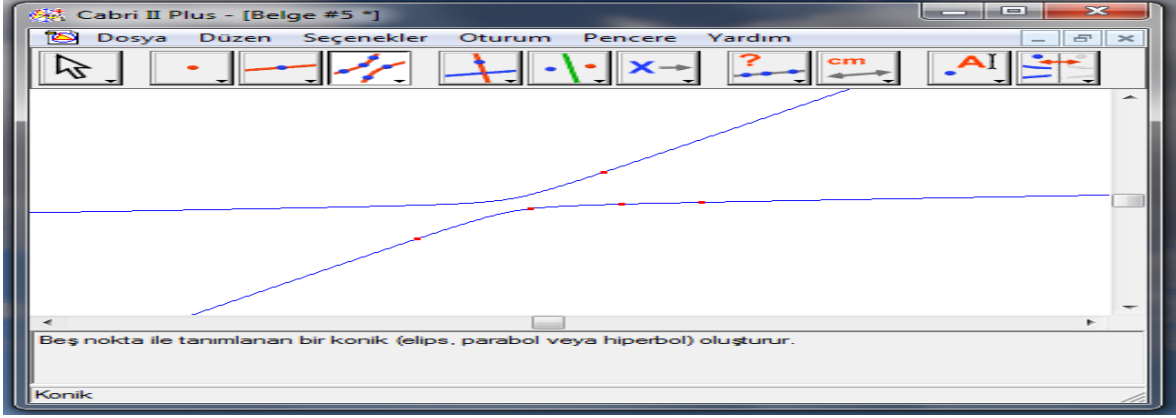 Cabri II Plus - [Belge #5 *]
Dosya Düzen Seçenekler Oturum Pencere Yardım
? cm A
Beş nokta ile tanımlanan bir konik (elips, parabol veya hiperbol) oluşturur.
Konik